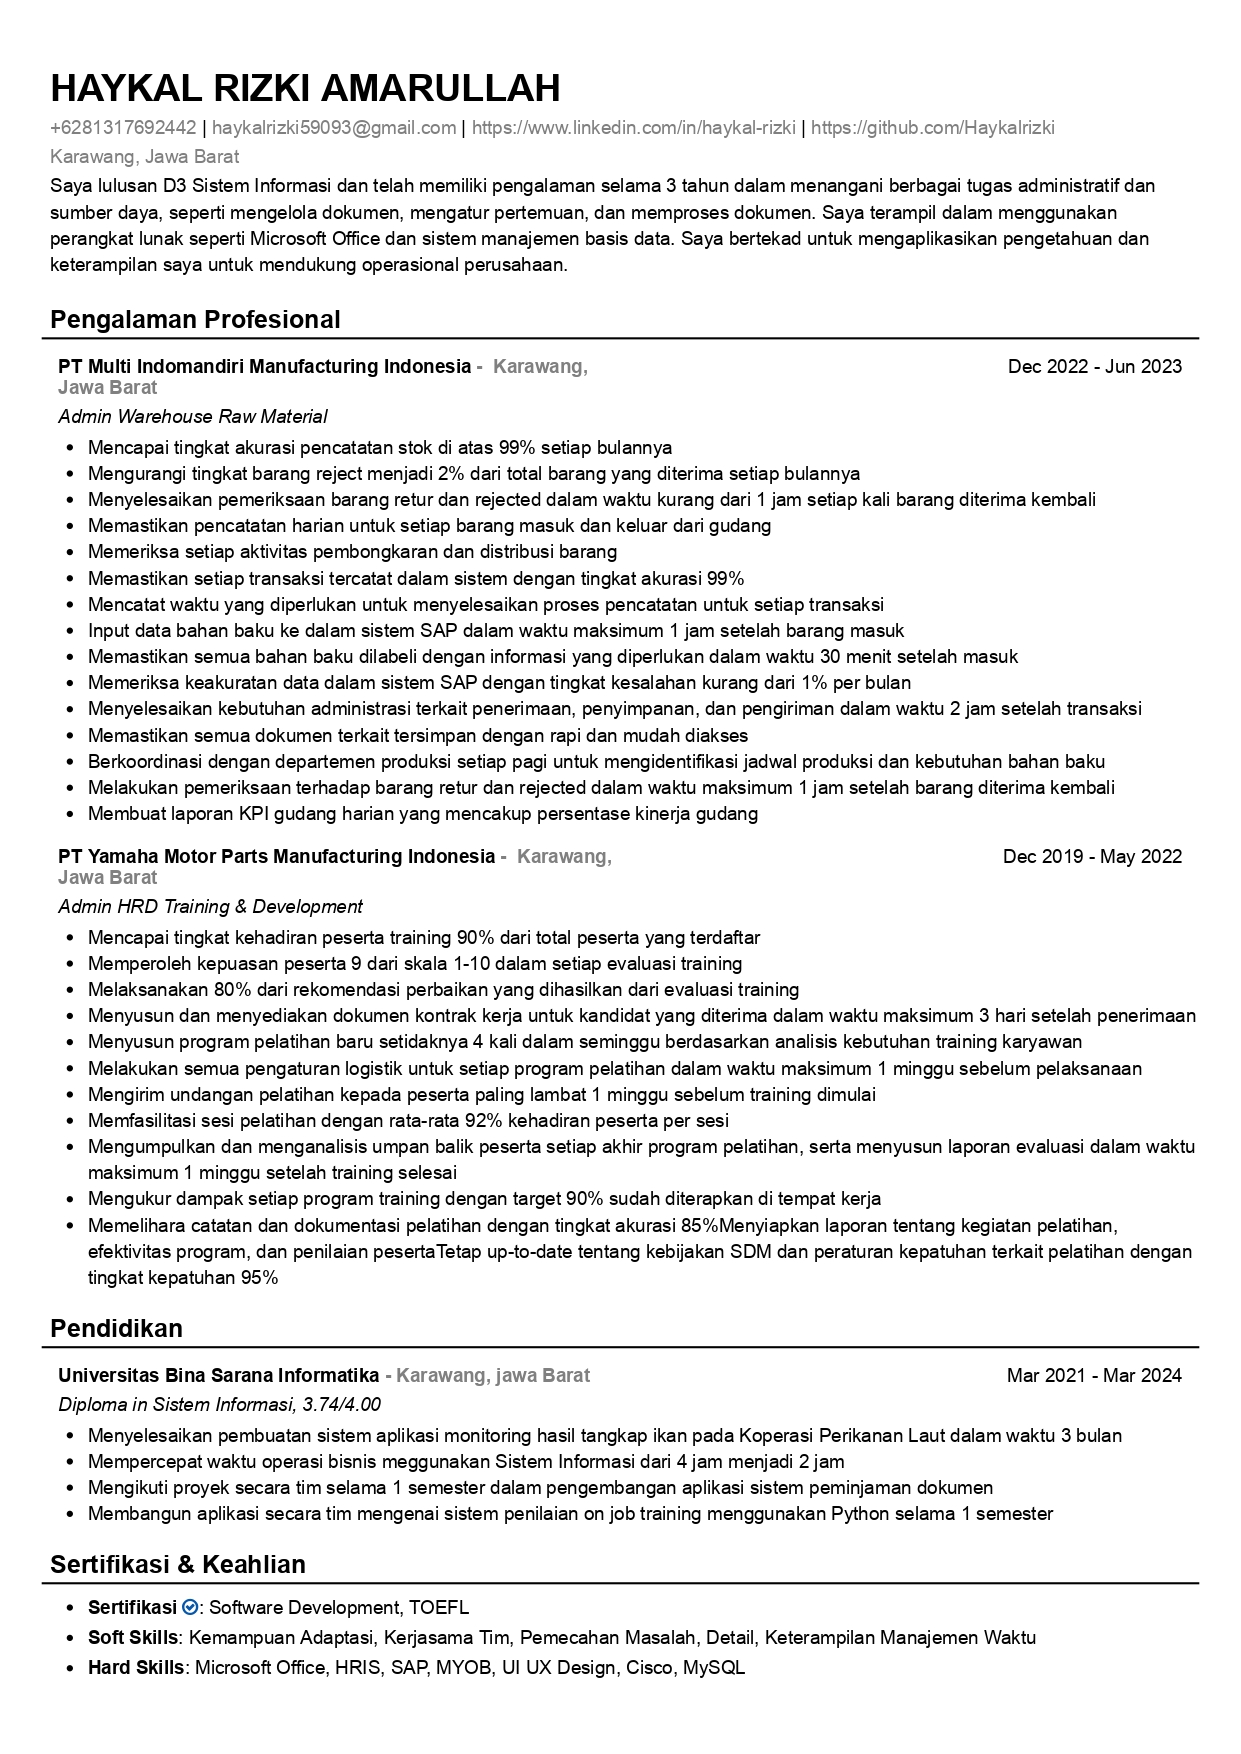 HAYKAL RIZKI AMARULLAH
+6281317692442 | haykalrizki59093@gmail.com | https://www.linkedin.com/in/haykal-rizki | https://github.com/Haykalrizki
Karawang, Jawa Barat
Saya lulusan D3 Sistem Informasi dan telah memiliki pengalaman selama 3 tahun dalam menangani berbagai tugas administratif dan
sumber daya, seperti mengelola dokumen, mengatur pertemuan, dan memproses dokumen. Saya terampil dalam menggunakan
perangkat lunak seperti Microsoft Office dan sistem manajemen basis data. Saya bertekad untuk mengaplikasikan pengetahuan dan
keterampilan saya untuk mendukung operasional perusahaan.
Pengalaman Profesional
PT Multi Indomandiri Manufacturing Indonesia - Karawang, Dec 2022 - Jun 2023
Jawa Barat
Admin Warehouse Raw Material
• Mencapai tingkat akurasi pencatatan stok di atas 99% setiap bulannya
• Mengurangi tingkat barang reject menjadi 2% dari total barang yang diterima setiap bulannya
• Menyelesaikan pemeriksaan barang retur dan rejected dalam waktu kurang dari 1 jam setiap kali barang diterima kembali
• Memastikan pencatatan harian untuk setiap barang masuk dan keluar dari gudang
• Memeriksa setiap aktivitas pembongkaran dan distribusi barang
• Memastikan setiap transaksi tercatat dalam sistem dengan tingkat akurasi 99%
• Mencatat waktu yang diperlukan untuk menyelesaikan proses pencatatan untuk setiap transaksi
• Input data bahan baku ke dalam sistem SAP dalam waktu maksimum 1 jam setelah barang masuk
• Memastikan semua bahan baku dilabeli dengan informasi yang diperlukan dalam waktu 30 menit setelah masuk
• Memeriksa keakuratan data dalam sistem SAP dengan tingkat kesalahan kurang dari 1% per bulan
• Menyelesaikan kebutuhan administrasi terkait penerimaan, penyimpanan, dan pengiriman dalam waktu 2 jam setelah transaksi
• Memastikan semua dokumen terkait tersimpan dengan rapi dan mudah diakses
• Berkoordinasi dengan departemen produksi setiap pagi untuk mengidentifikasi jadwal produksi dan kebutuhan bahan baku
• Melakukan pemeriksaan terhadap barang retur dan rejected dalam waktu maksimum 1 jam setelah barang diterima kembali
• Membuat laporan KPI gudang harian yang mencakup persentase kinerja gudang
PT Yamaha Motor Parts Manufacturing Indonesia - Karawang, Dec 2019 - May 2022
Jawa Barat
Admin HRD Training & Development
• Mencapai tingkat kehadiran peserta training 90% dari total peserta yang terdaftar
• Memperoleh kepuasan peserta 9 dari skala 1-10 dalam setiap evaluasi training
• Melaksanakan 80% dari rekomendasi perbaikan yang dihasilkan dari evaluasi training
• Menyusun dan menyediakan dokumen kontrak kerja untuk kandidat yang diterima dalam waktu maksimum 3 hari setelah penerimaan
• Menyusun program pelatihan baru setidaknya 4 kali dalam seminggu berdasarkan analisis kebutuhan training karyawan
• Melakukan semua pengaturan logistik untuk setiap program pelatihan dalam waktu maksimum 1 minggu sebelum pelaksanaan
• Mengirim undangan pelatihan kepada peserta paling lambat 1 minggu sebelum training dimulai
• Memfasilitasi sesi pelatihan dengan rata-rata 92% kehadiran peserta per sesi
• Mengumpulkan dan menganalisis umpan balik peserta setiap akhir program pelatihan, serta menyusun laporan evaluasi dalam waktu
maksimum 1 minggu setelah training selesai
• Mengukur dampak setiap program training dengan target 90% sudah diterapkan di tempat kerja
• Memelihara catatan dan dokumentasi pelatihan dengan tingkat akurasi 85%Menyiapkan laporan tentang kegiatan pelatihan,
efektivitas program, dan penilaian pesertaTetap up-to-date tentang kebijakan SDM dan peraturan kepatuhan terkait pelatihan dengan
tingkat kepatuhan 95%
Pendidikan
Universitas Bina Sarana Informatika - Karawang, jawa Barat Mar 2021 - Mar 2024
Diploma in Sistem Informasi, 3.74/4.00
• Menyelesaikan pembuatan sistem aplikasi monitoring hasil tangkap ikan pada Koperasi Perikanan Laut dalam waktu 3 bulan
• Mempercepat waktu operasi bisnis meggunakan Sistem Informasi dari 4 jam menjadi 2 jam
• Mengikuti proyek secara tim selama 1 semester dalam pengembangan aplikasi sistem peminjaman dokumen
• Membangun aplikasi secara tim mengenai sistem penilaian on job training menggunakan Python selama 1 semester
Sertifikasi & Keahlian
• Sertifikasi : Software Development, TOEFL
• Soft Skills: Kemampuan Adaptasi, Kerjasama Tim, Pemecahan Masalah, Detail, Keterampilan Manajemen Waktu
• Hard Skills: Microsoft Office, HRIS, SAP, MYOB, UI UX Design, Cisco, MySQL